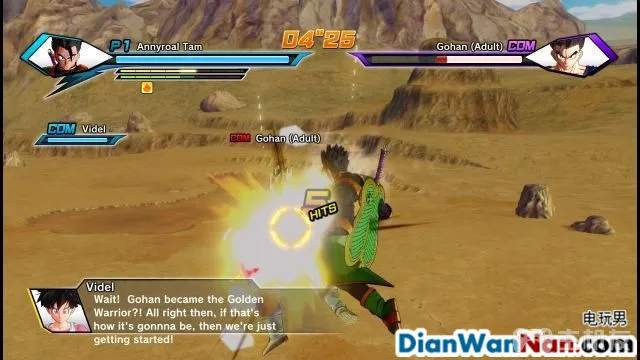 P1 Annyroal Tam
04"25
Gohan (Adult) COM
COM Videl
COM Gohan (Adult)
5
HITS
Videl
Wait! Gohan became the Golden
Warrior?! All right then, if that's
how it's gonnna be, then we're just
getting started!
电玩男
DianWanNan.com